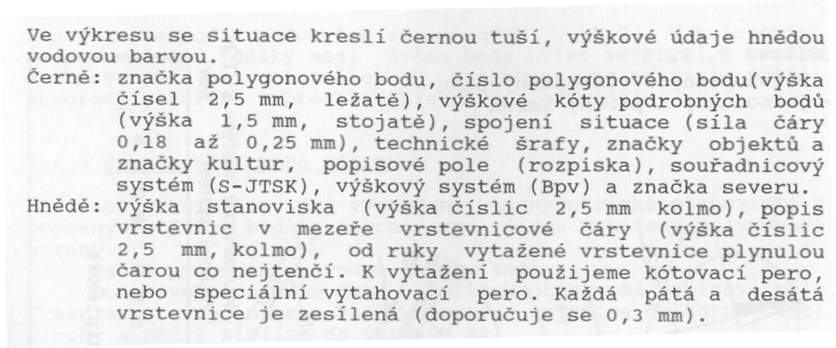 Ve výkresu se situace kreslí černou tuší, výškové údaje hnědou
vodovou barvou.
Černě: značka polygonového bodu, číslo polygonového bodu(výška
čísel 2,5 mm, ležatě), výškové kóty podrobných bodů
(výška 1,5 mm, stojatě), spojení situace (síla čáry
0,18 až 0,25 mm), technické šrafy, značky objektů a
značky kultur, popisové pole (rozpiska), souřadnicový
systém (S-JTSK), výškový systém (Bpv) a značka severu.
Hnědě: výška stanoviska (výška číslic 2,5 mm kolmo), popis
vrstevnic v mezeře vrstevnicové čáry (výška číslic
2,5 mm, kolmo), od ruky vytažené vrstevnice plynulou
čarou co nejtenčí. K vytažení použijeme kótovací pero,
nebo speciální vytahovací pero. Každá pátá a desátá
vrstevnice je zesílená (doporučuje se 0,3 mm).